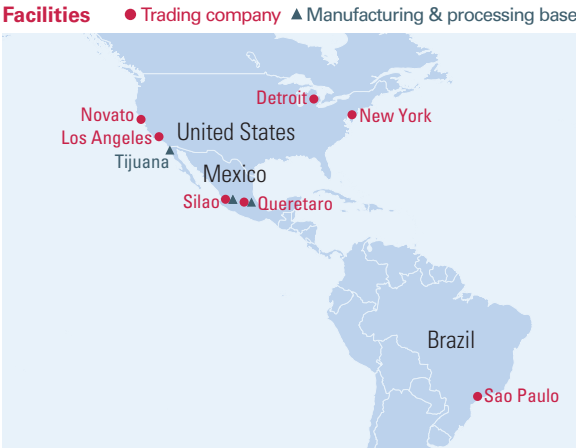 Facilities ● Trading company ▲ Manufacturing & processing base
Detroit
New York
Novato
Los Angeles
United States
Tijuana
Mexico
Silao
Queretaro
Brazil
Sao Paulo